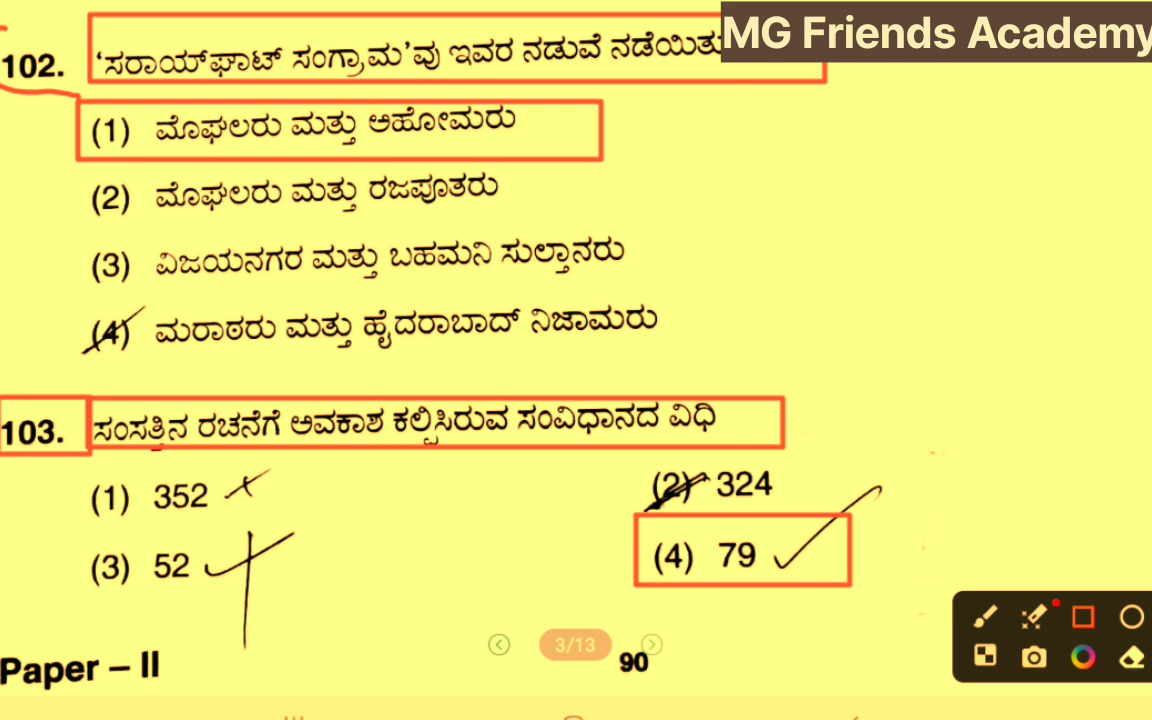 MG Friends Academy
102. ‘ಸರಾಯ್‌ಘಾಟ್ ಸಂಗ್ರಾಮ’ವು ಇವರ ನಡುವೆ ನಡೆಯಿತು
(1) ಮೊಘಲರು ಮತ್ತು ಅಹೋಮರು
(2) ಮೊಘಲರು ಮತ್ತು ರಜಪೂತರು
(3) ವಿಜಯನಗರ ಮತ್ತು ಬಹಮನಿ ಸುಲ್ತಾನರು
(4) ಮರಾಠರು ಮತ್ತು ಹೈದರಾಬಾದ್ ನಿಜಾಮರು
103. ಸಂಸತ್ತಿನ ರಚನೆಗೆ ಅವಕಾಶ ಕಲ್ಪಿಸಿರುವ ಸಂವಿಧಾನದ ವಿಧಿ
(1) 352 (2) 324
(3) 52 (4) 79
3/13
Paper – II 90